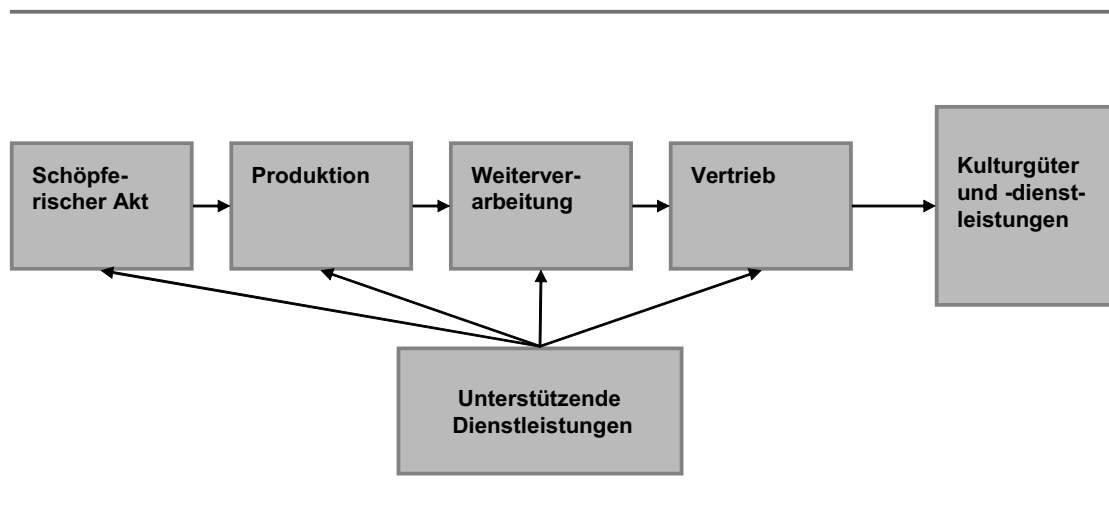 Schöpfe-
rischer Akt
Produktion
Weiterver-
arbeitung
Vertrieb
Kulturgüter
und -dienst-
leistungen
Unterstützende
Dienstleistungen